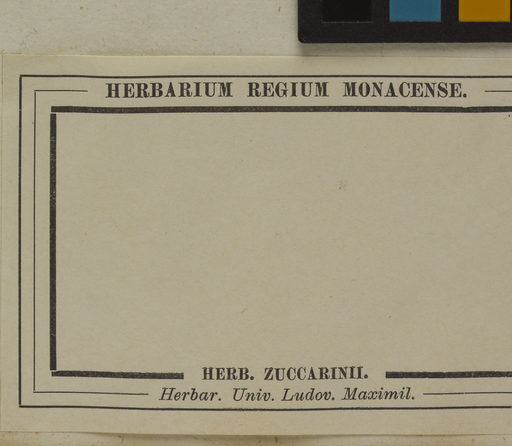 HERBARIUM REGIUM MONACENSE.
HERB. ZUCCARINII.
Herbar. Univ. Ludov. Maximil.